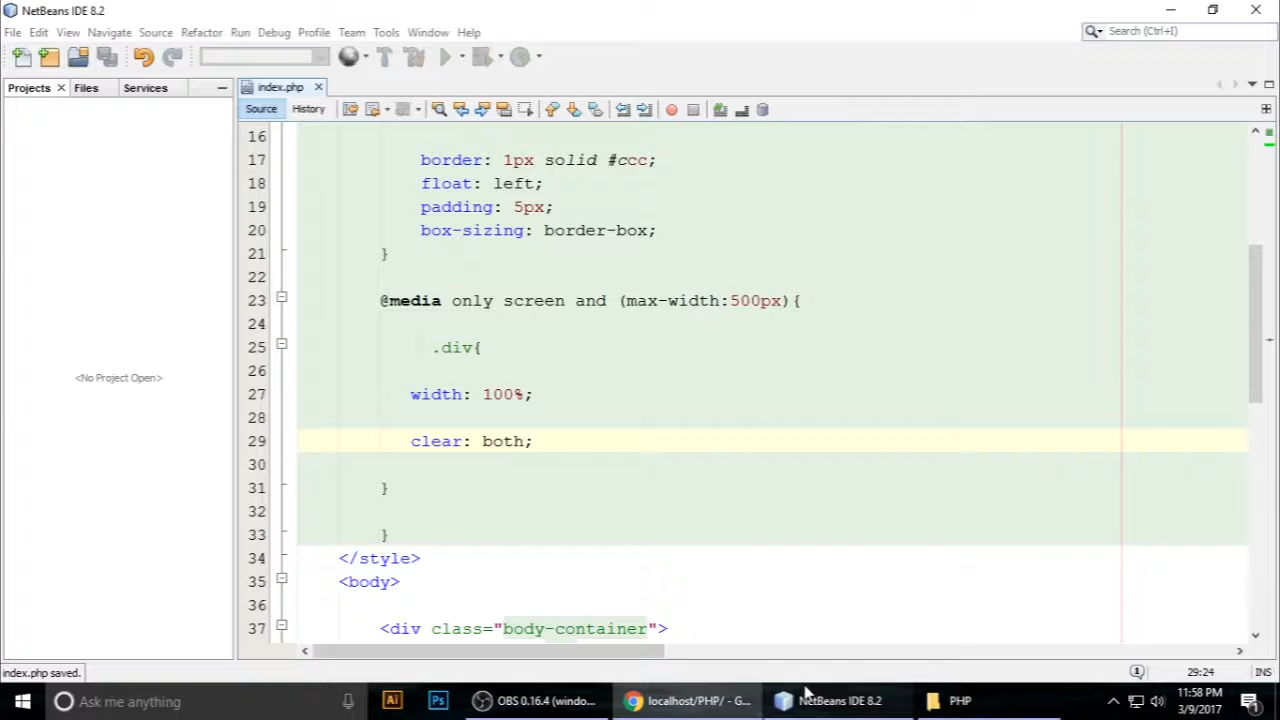 NetBeans IDE 8.2
File Edit View Navigate Source Refactor Run Debug Profile Team Tools Window Help
Search (Ctrl+I)
Projects Files Services
index.php
Source History
<No Project Open>
16
17 border: 1px solid #ccc;
18 float: left;
19 padding: 5px;
20 box-sizing: border-box;
21 }
22
23 @media only screen and (max-width:500px){
24
25 .div{
26
27 width: 100%;
28
29 clear: both;
30
31 }
32
33 }
34 </style>
35 <body>
36
37 <div class="body-container">
index.php saved.
1
29:24
INS
Ask me anything
Ai
Ps
OBS 0.16.4 (windo...
localhost/PHP/ - G...
NetBeans IDE 8.2
PHP
11:58 PM
3/9/2017
1